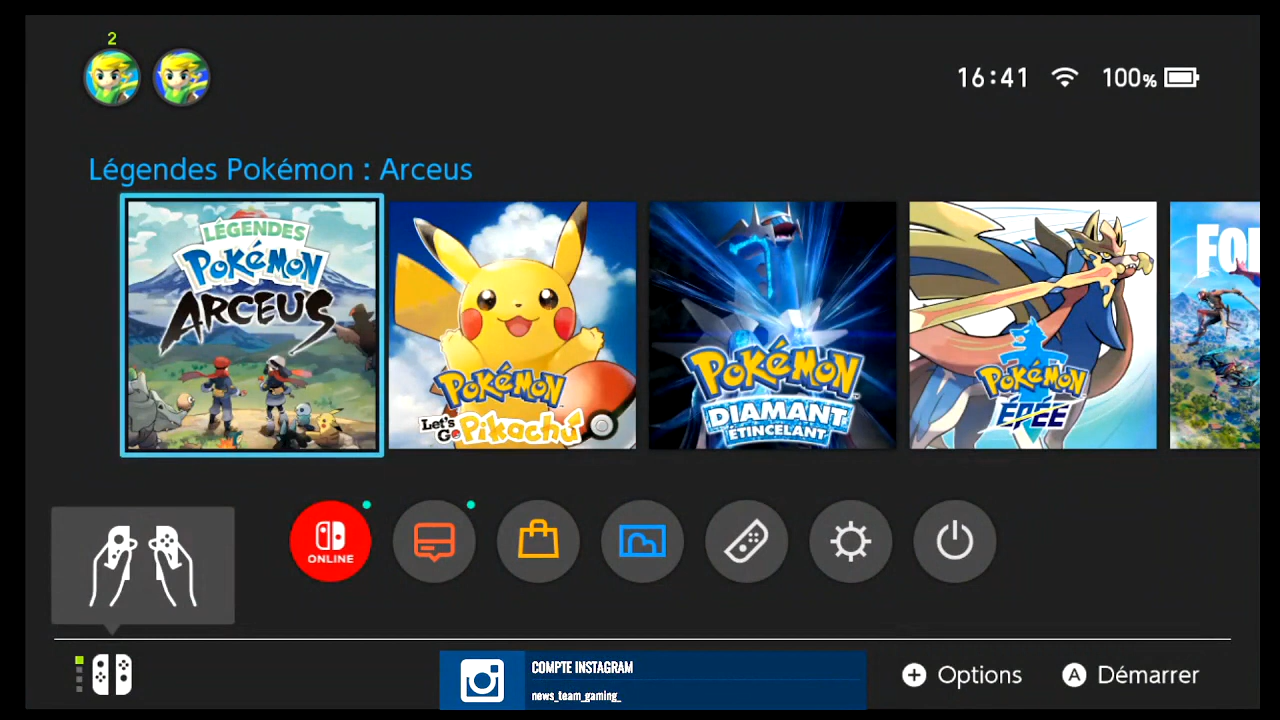 2
16:41
100%
Légendes Pokémon : Arceus
LÉGENDES
POKÉMON
ARCEUS
POKÉMON
Let's Go Pikachu
POKÉMON
DIAMANT
ÉTINCELANT
POKÉMON
ÉPÉE
FO
ONLINE
COMPTE INSTAGRAM
news_team_gaming_
Options
A Démarrer